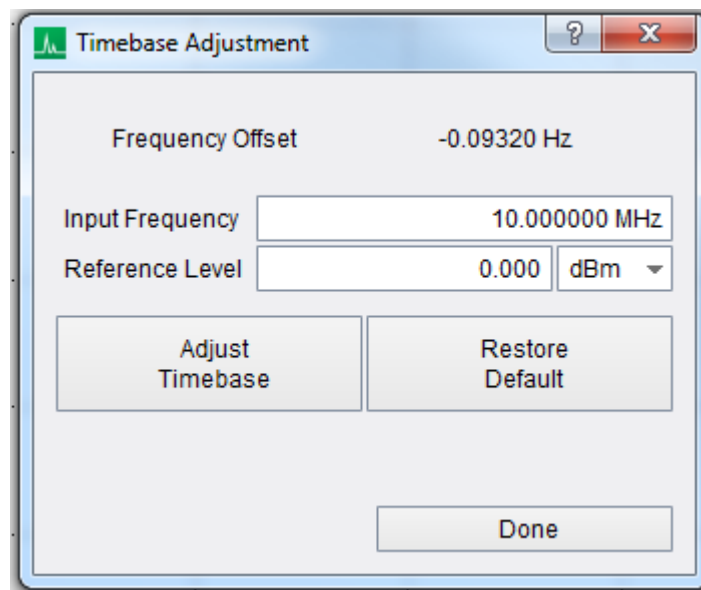 Timebase Adjustment
Frequency Offset -0.09320 Hz
Input Frequency 10.000000 MHz
Reference Level 0.000 dBm
Adjust
Timebase
Restore
Default
Done